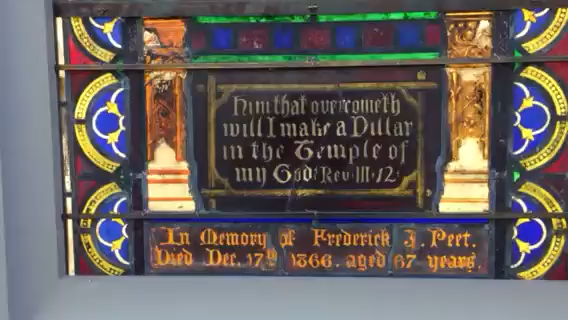 Him that overcometh
will I make a Pillar
in the Temple of
my God: Rev. III. 12.
In Memory of Frederick J. Peet.
Died Dec. 17th 1866. aged 67 years.